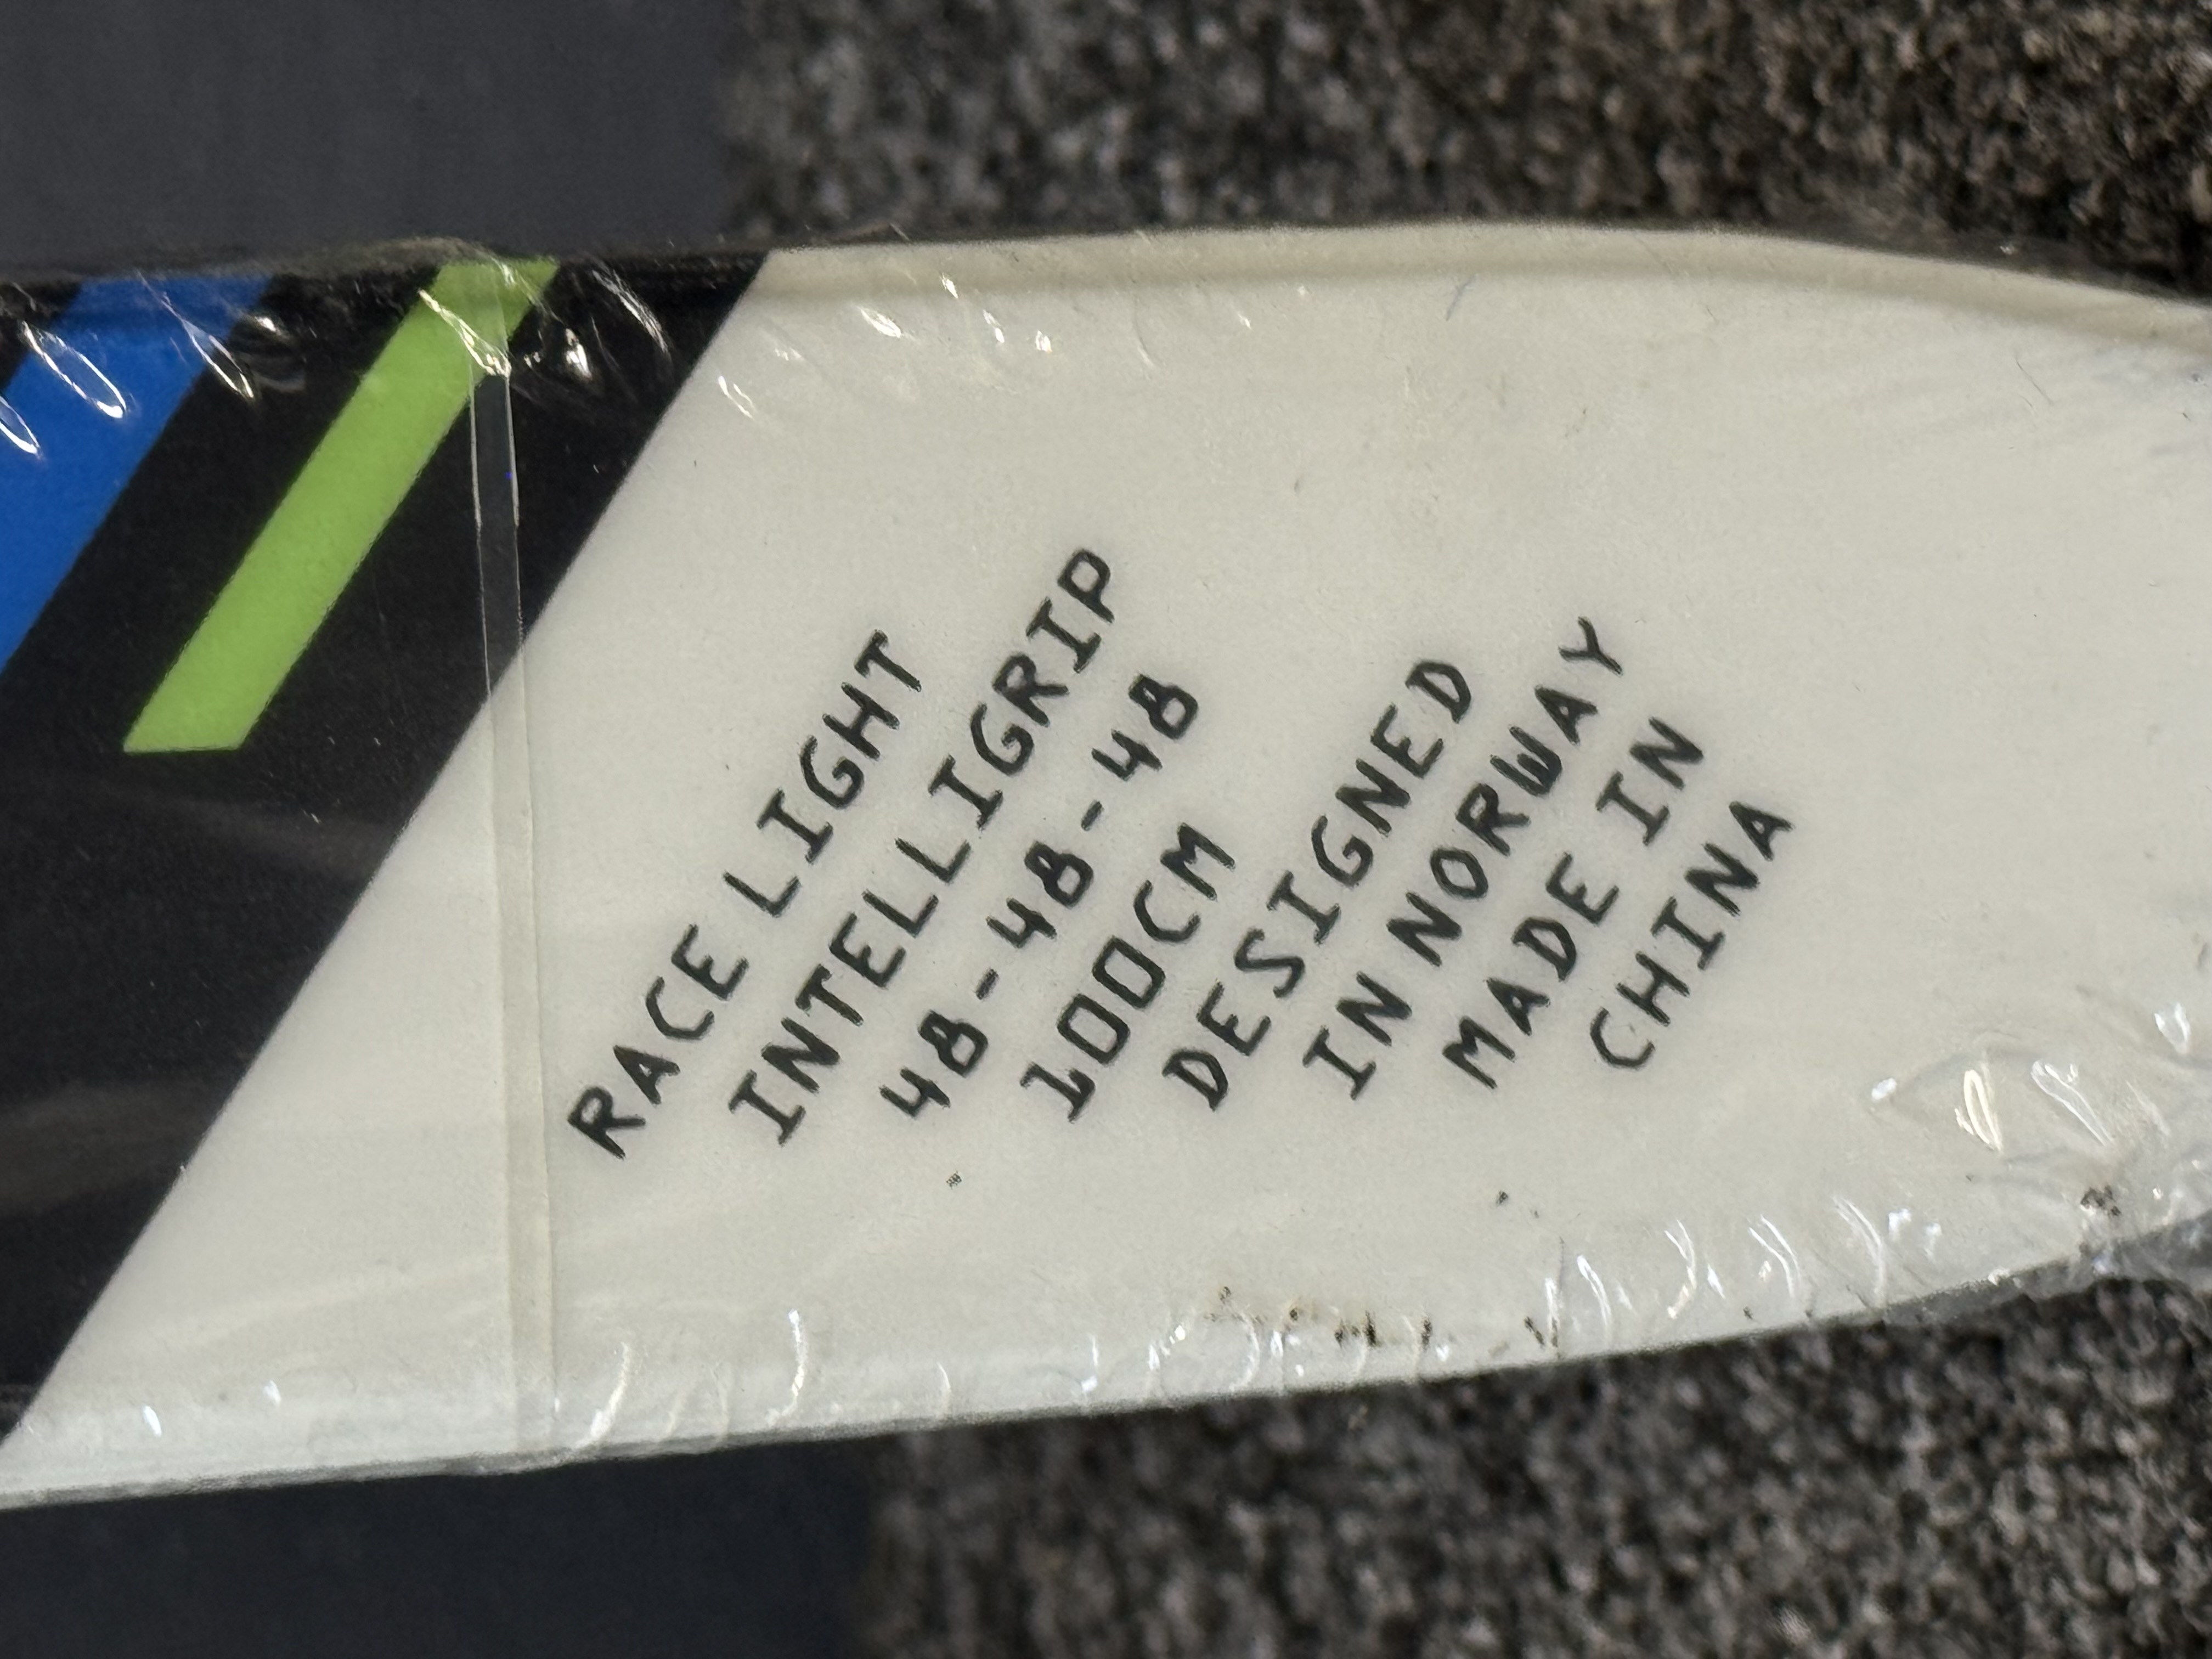 RACE LIGHT
INTELLIGRIP
48-48-48
100CM
DESIGNED
IN NORWAY
MADE IN
CHINA